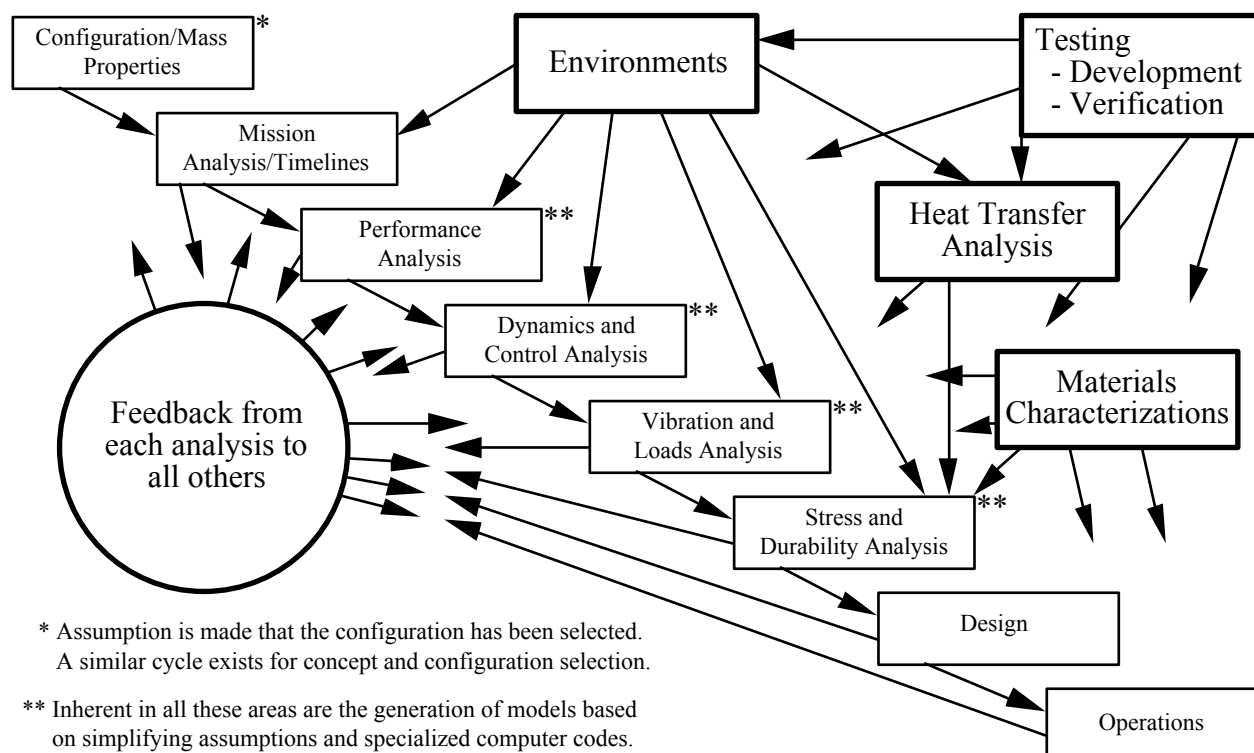 Configuration/Mass
Properties
*
Environments
Testing
- Development
- Verification
Mission
Analysis/Timelines
Performance
Analysis
**
Heat Transfer
Analysis
Dynamics and
Control Analysis
**
Materials
Characterizations
Vibration and
Loads Analysis
**
Feedback from
each analysis to
all others
Stress and
Durability Analysis
**
Design
Operations
* Assumption is made that the configuration has been selected.
A similar cycle exists for concept and configuration selection.
** Inherent in all these areas are the generation of models based
on simplifying assumptions and specialized computer codes.